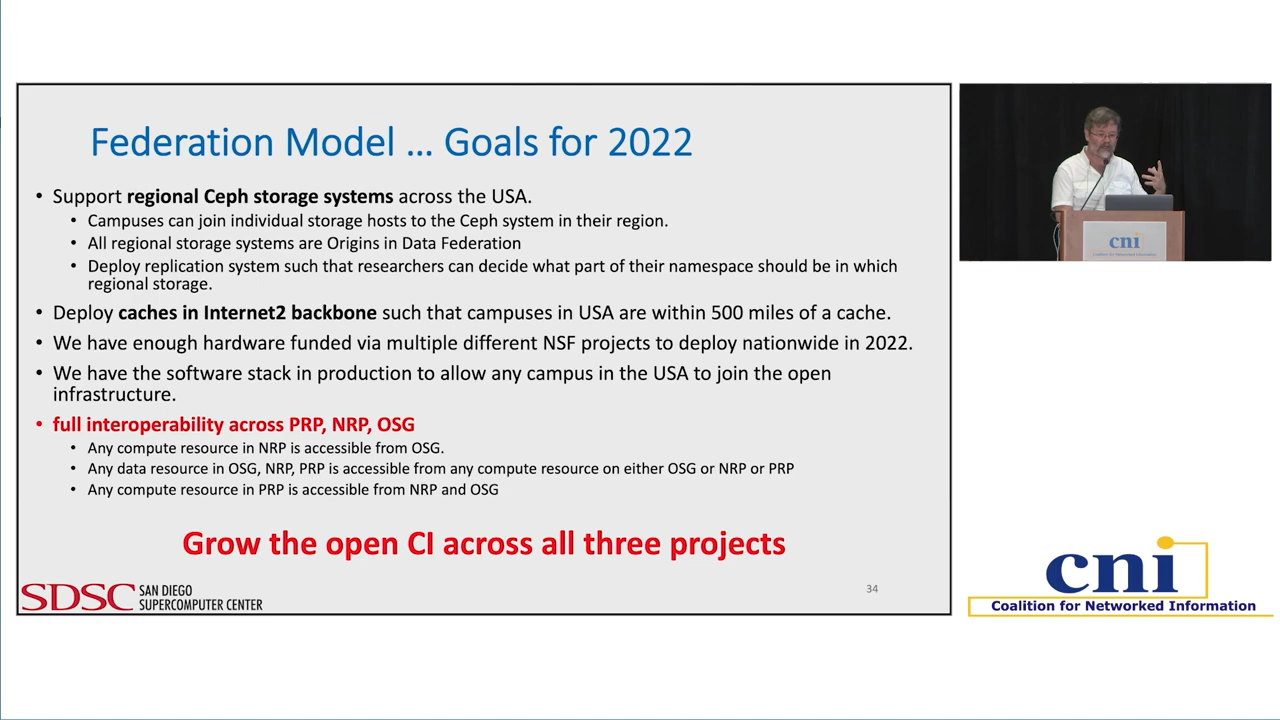 Federation Model ... Goals for 2022
• Support regional Ceph storage systems across the USA.
• Campuses can join individual storage hosts to the Ceph system in their region.
• All regional storage systems are Origins in Data Federation
• Deploy replication system such that researchers can decide what part of their namespace should be in which
regional storage.
• Deploy caches in Internet2 backbone such that campuses in USA are within 500 miles of a cache.
• We have enough hardware funded via multiple different NSF projects to deploy nationwide in 2022.
• We have the software stack in production to allow any campus in the USA to join the open
infrastructure.
• full interoperability across PRP, NRP, OSG
• Any compute resource in NRP is accessible from OSG.
• Any data resource in OSG, NRP, PRP is accessible from any compute resource on either OSG or NRP or PRP
• Any compute resource in PRP is accessible from NRP and OSG
Grow the open CI across all three projects
SDSC SAN DIEGO
SUPERCOMPUTER CENTER
34
cni
Coalition for Networked Information
cni
Coalition for Networked Information